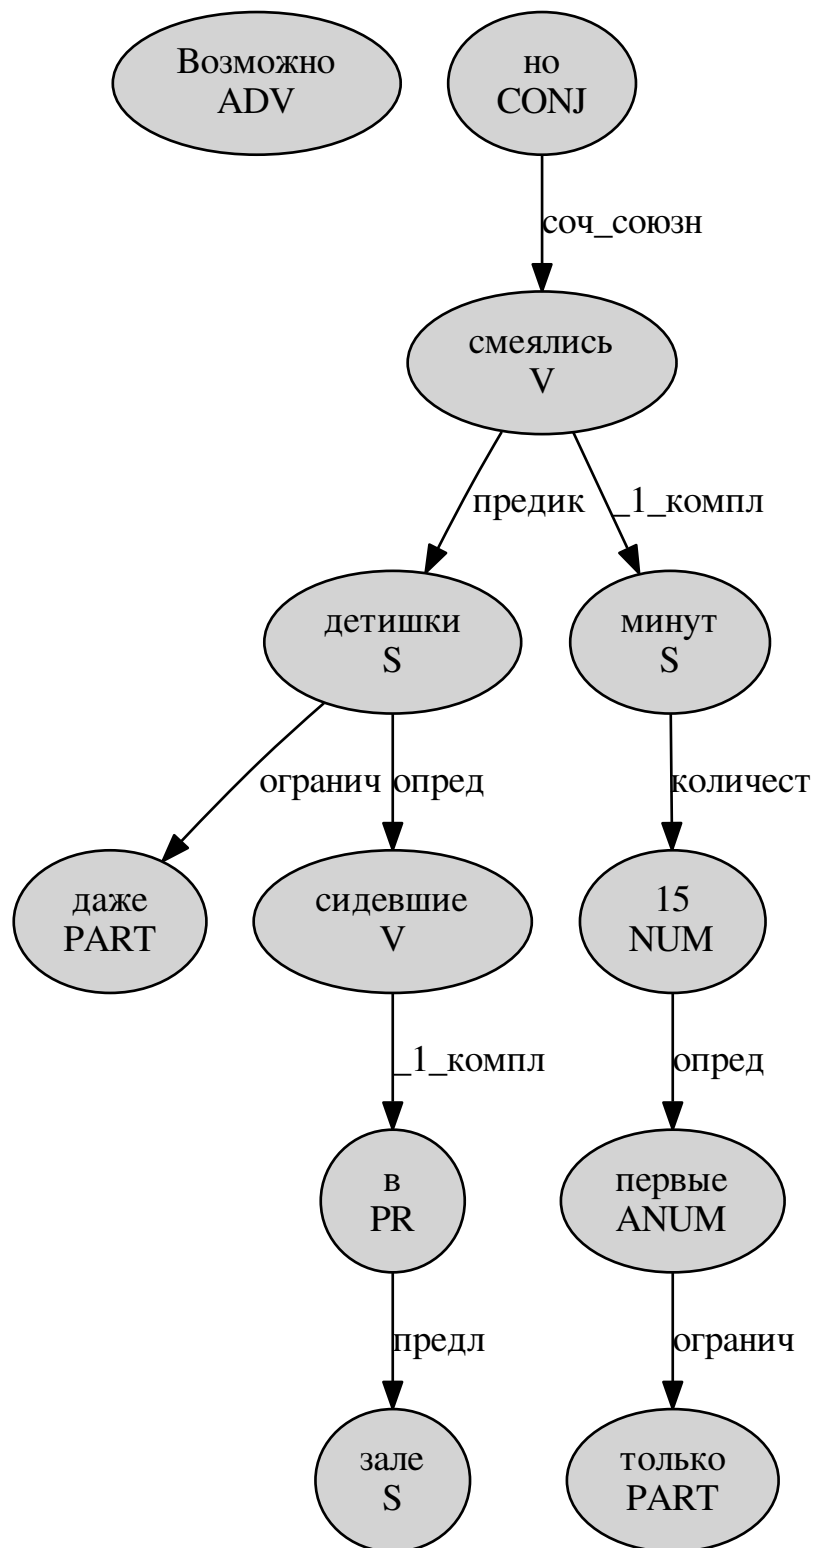 Возможно
ADV
но
CONJ
соч_союзн
смеялись
V
предик
_1_компл
детишки
S
минут
S
огранич
опред
количест
даже
PART
сидевшие
V
15
NUM
_1_компл
опред
в
PR
первые
ANUM
предл
огранич
зале
S
только
PART